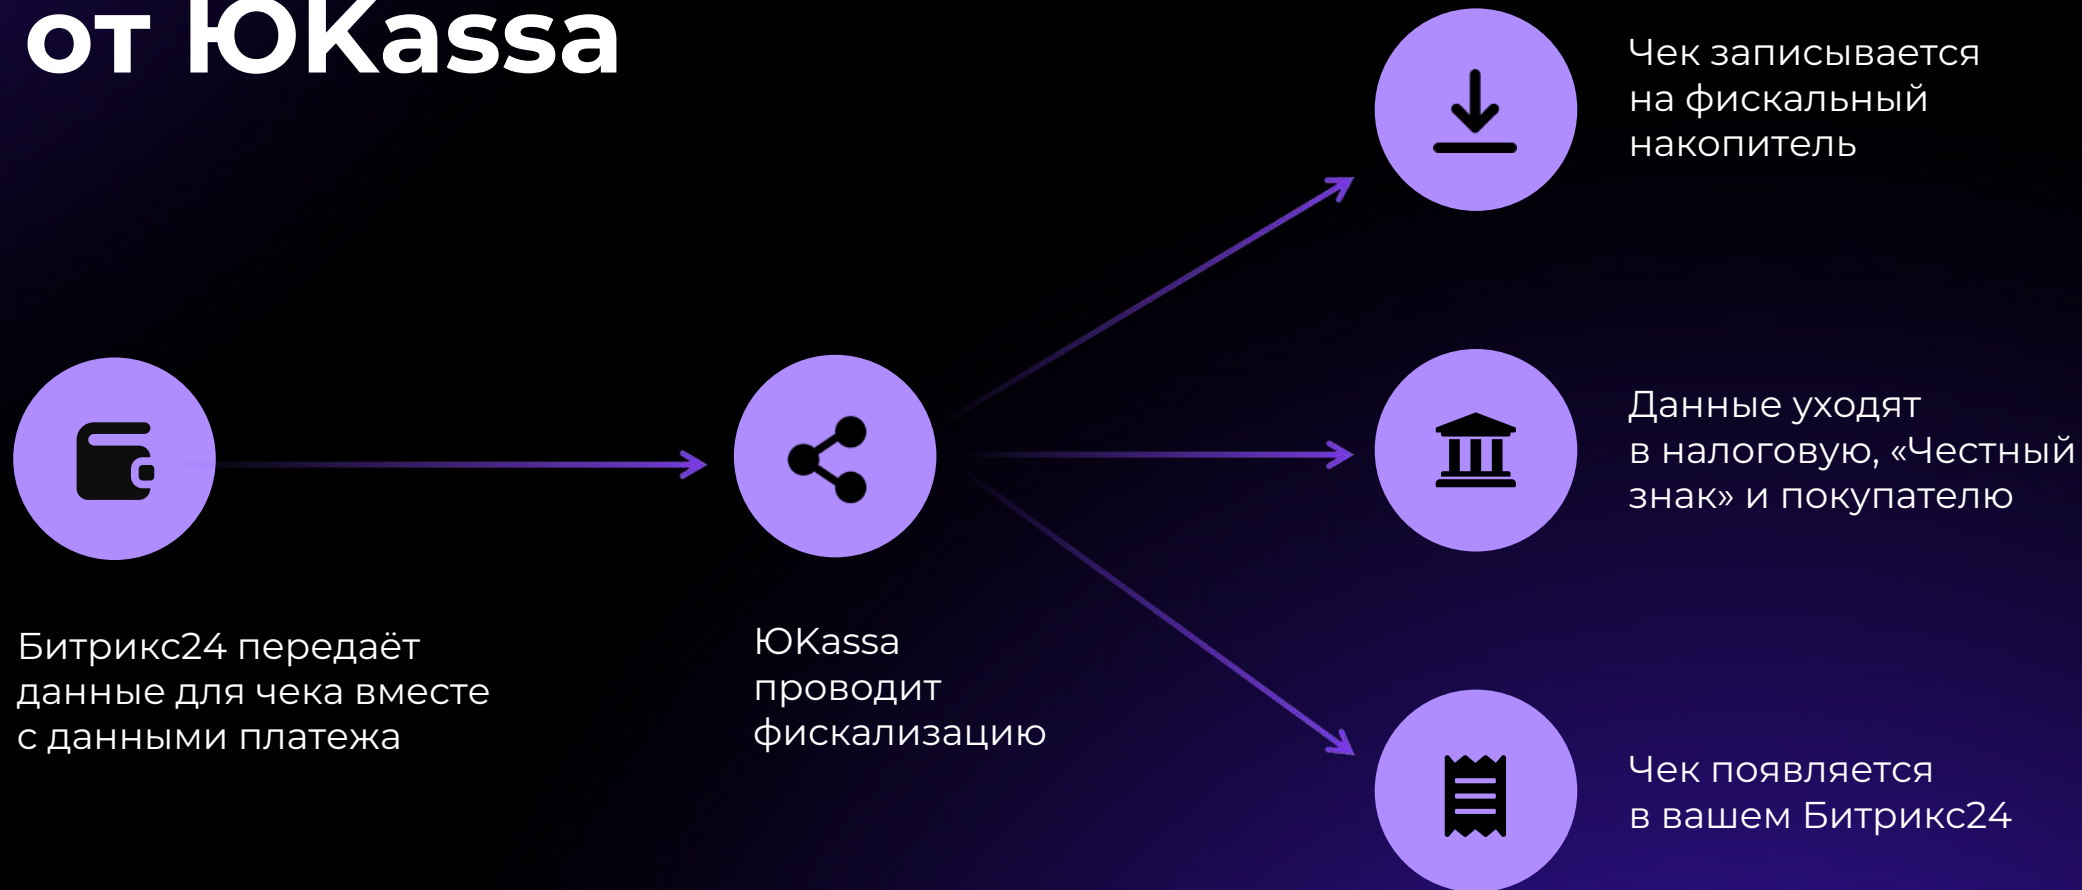 от ЮKassa
Битрикс24 передаёт
данные для чека вместе
с данными платежа
ЮKassa
проводит
фискализацию
Чек записывается
на фискальный
накопитель
Данные уходят
в налоговую, «Честный
знак» и покупателю
Чек появляется
в вашем Битрикс24